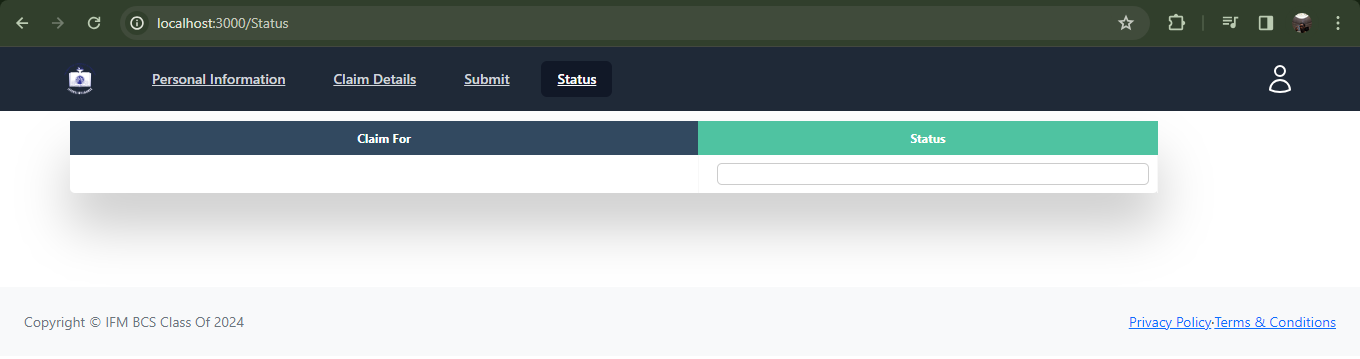 localhost:3000/Status
Personal Information Claim Details Submit Status
Claim For Status
Copyright © IFM BCS Class Of 2024 Privacy Policy·Terms & Conditions